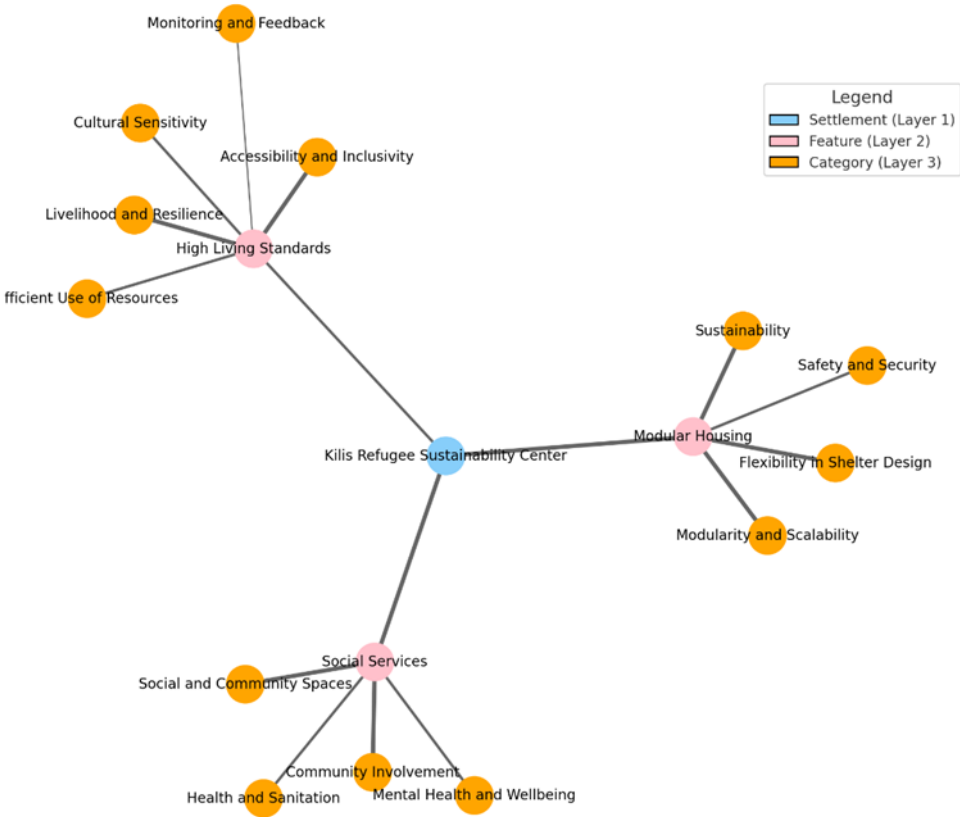 Monitoring and Feedback
Legend
Settlement (Layer 1)
Feature (Layer 2)
Category (Layer 3)
Cultural Sensitivity
Accessibility and Inclusivity
Livelihood and Resilience
High Living Standards
fficient Use of Resources
Sustainability
Safety and Security
Modular Housing
Kilis Refugee Sustainability Center
Flexibility in Shelter Design
Modularity and Scalability
Social Services
Social and Community Spaces
Community Involvement
Mental Health and Wellbeing
Health and Sanitation